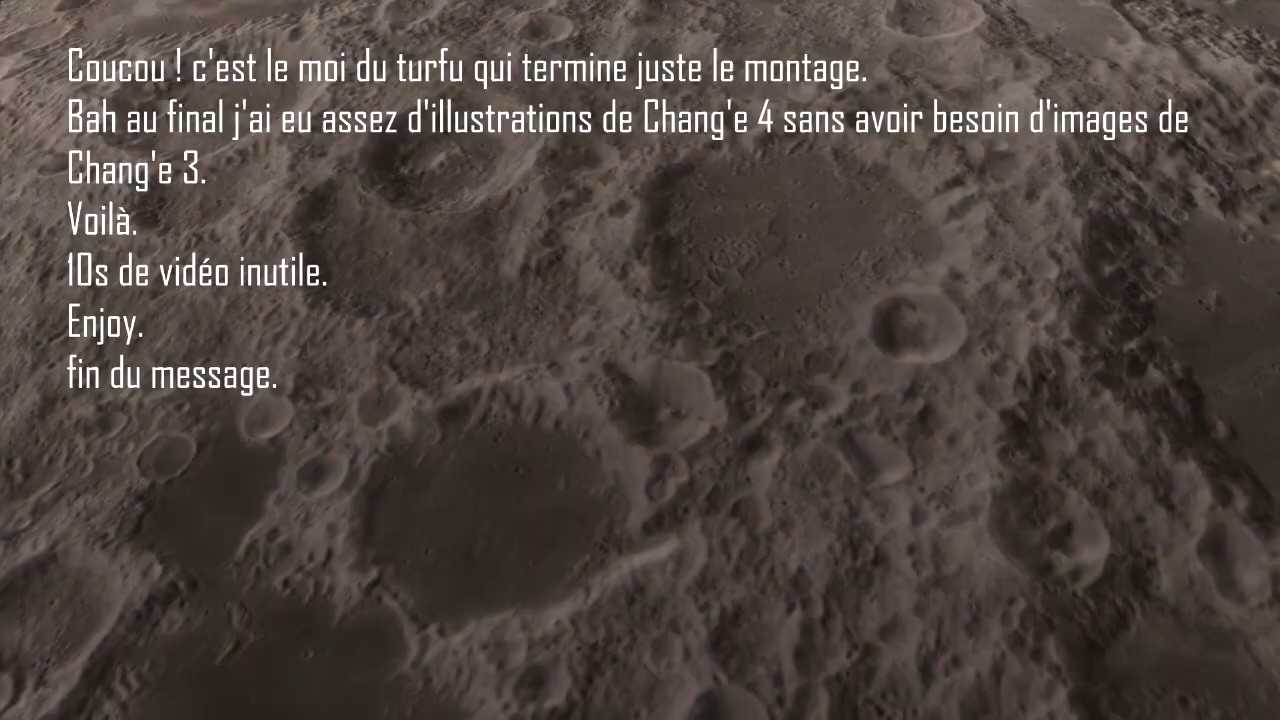 Coucou ! c'est le moi du turfu qui termine juste le montage.
Bah au final j'ai eu assez d'illustrations de Chang'e 4 sans avoir besoin d'images de
Chang'e 3.
Voilà.
10s de vidéo inutile.
Enjoy.
fin du message.